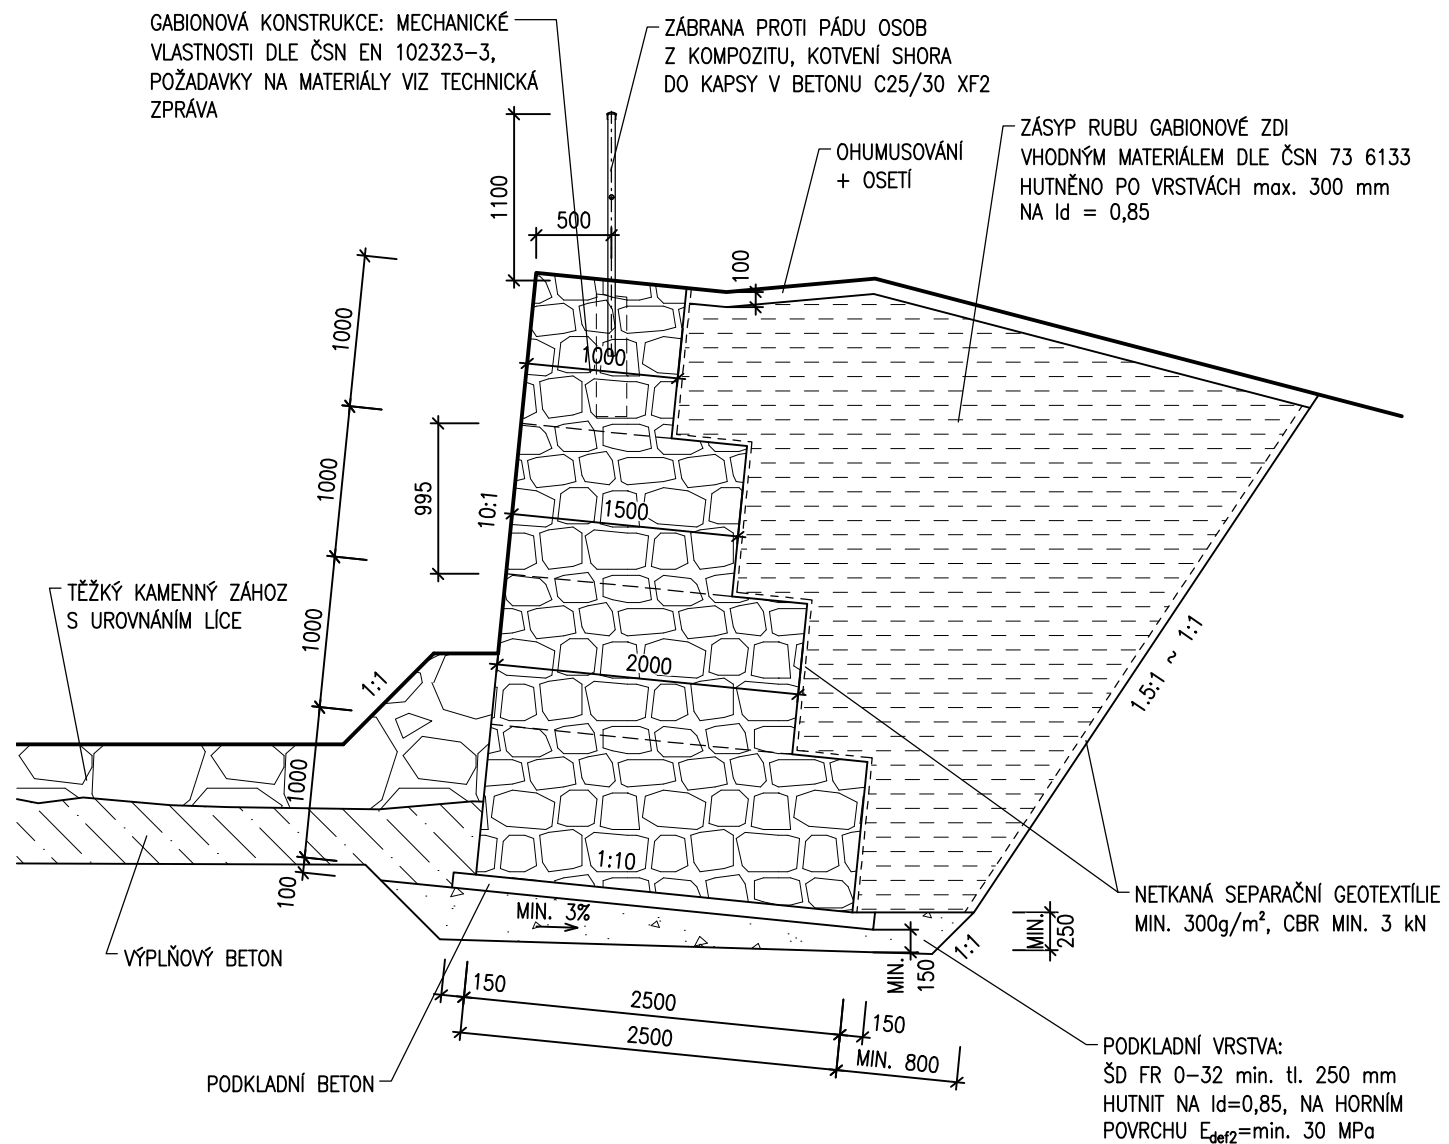 GABIONOVÁ KONSTRUKCE: MECHANICKÉ
VLASTNOSTI DLE ČSN EN 102323-3,
POŽADAVKY NA MATERIÁLY VIZ TECHNICKÁ
ZPRÁVA
ZÁBRANA PROTI PÁDU OSOB
Z KOMPOZITU, KOTVENÍ SHORA
DO KAPSY V BETONU C25/30 XF2
OHUMUSOVÁNÍ
+ OSETÍ
ZÁSYP RUBU GABIONOVÉ ZDI
VHODNÝM MATERIÁLEM DLE ČSN 73 6133
HUTNĚNO PO VRSTVÁCH max. 300 mm
NA Id = 0,85
1100
500
100
1000
1000
1000
995
10:1
1500
TĚŽKÝ KAMENNÝ ZÁHOZ
S UROVNÁNÍM LÍCE
1000
1:1
2000
1.5:1 ~ 1:1
1000
1:10
100
MIN. 3%
NETKANÁ SEPARAČNÍ GEOTEXTÍLIE
MIN. 300g/m², CBR MIN. 3 kN
MIN.
250
1:1
MIN.
150
VÝPLŇOVÝ BETON
150
2500
150
2500
MIN. 800
PODKLADNÍ BETON
PODKLADNÍ VRSTVA:
ŠD FR 0-32 min. tl. 250 mm
HUTNIT NA Id=0,85, NA HORNÍM
POVRCHU Edef2=min. 30 MPa